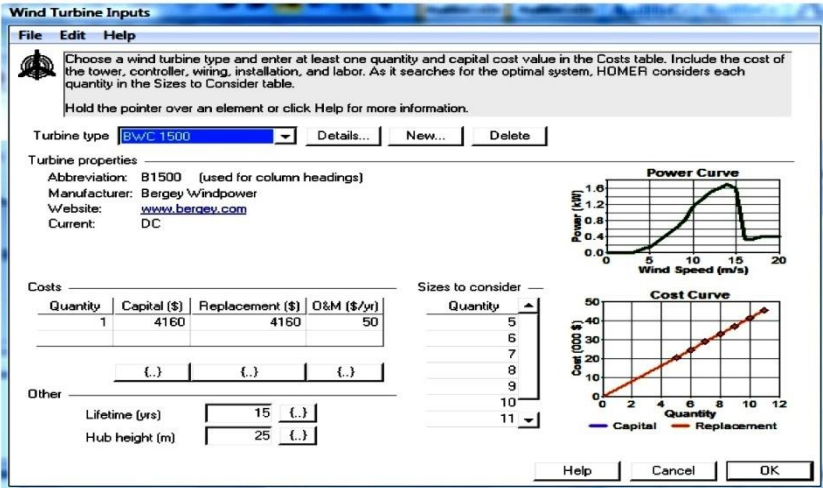 Wind Turbine Inputs
File Edit Help
Choose a wind turbine type and enter at least one quantity and capital cost value in the Costs table. Include the cost of
the tower, controller, wiring, installation, and labor. As it searches for the optimal system, HOMER considers each
quantity in the Sizes to Consider table.
Hold the pointer over an element or click Help for more information.
Turbine type BWC 1500 Details... New... Delete
Turbine properties
Abbreviation: B1500 (used for column headings)
Manufacturer: Bergey Windpower
Website: www.bergey.com
Current: DC
Power Curve
Power (kW)
1.6
1.2
0.8
0.4
0.0
0 5 10 15 20
Wind Speed (m/s)
Costs
Quantity Capital ($) Replacement ($) O&M ($/yr)
1 4160 4160 50
{..} {..} {..}
Other
Lifetime (yrs) 15 {..}
Hub height (m) 25 {..}
Sizes to consider
Quantity
5
6
7
8
9
10
11
Cost Curve
Cost (000 $)
50
40
30
20
10
0
0 2 4 6 8 10 12
Quantity
Capital Replacement
Help Cancel OK